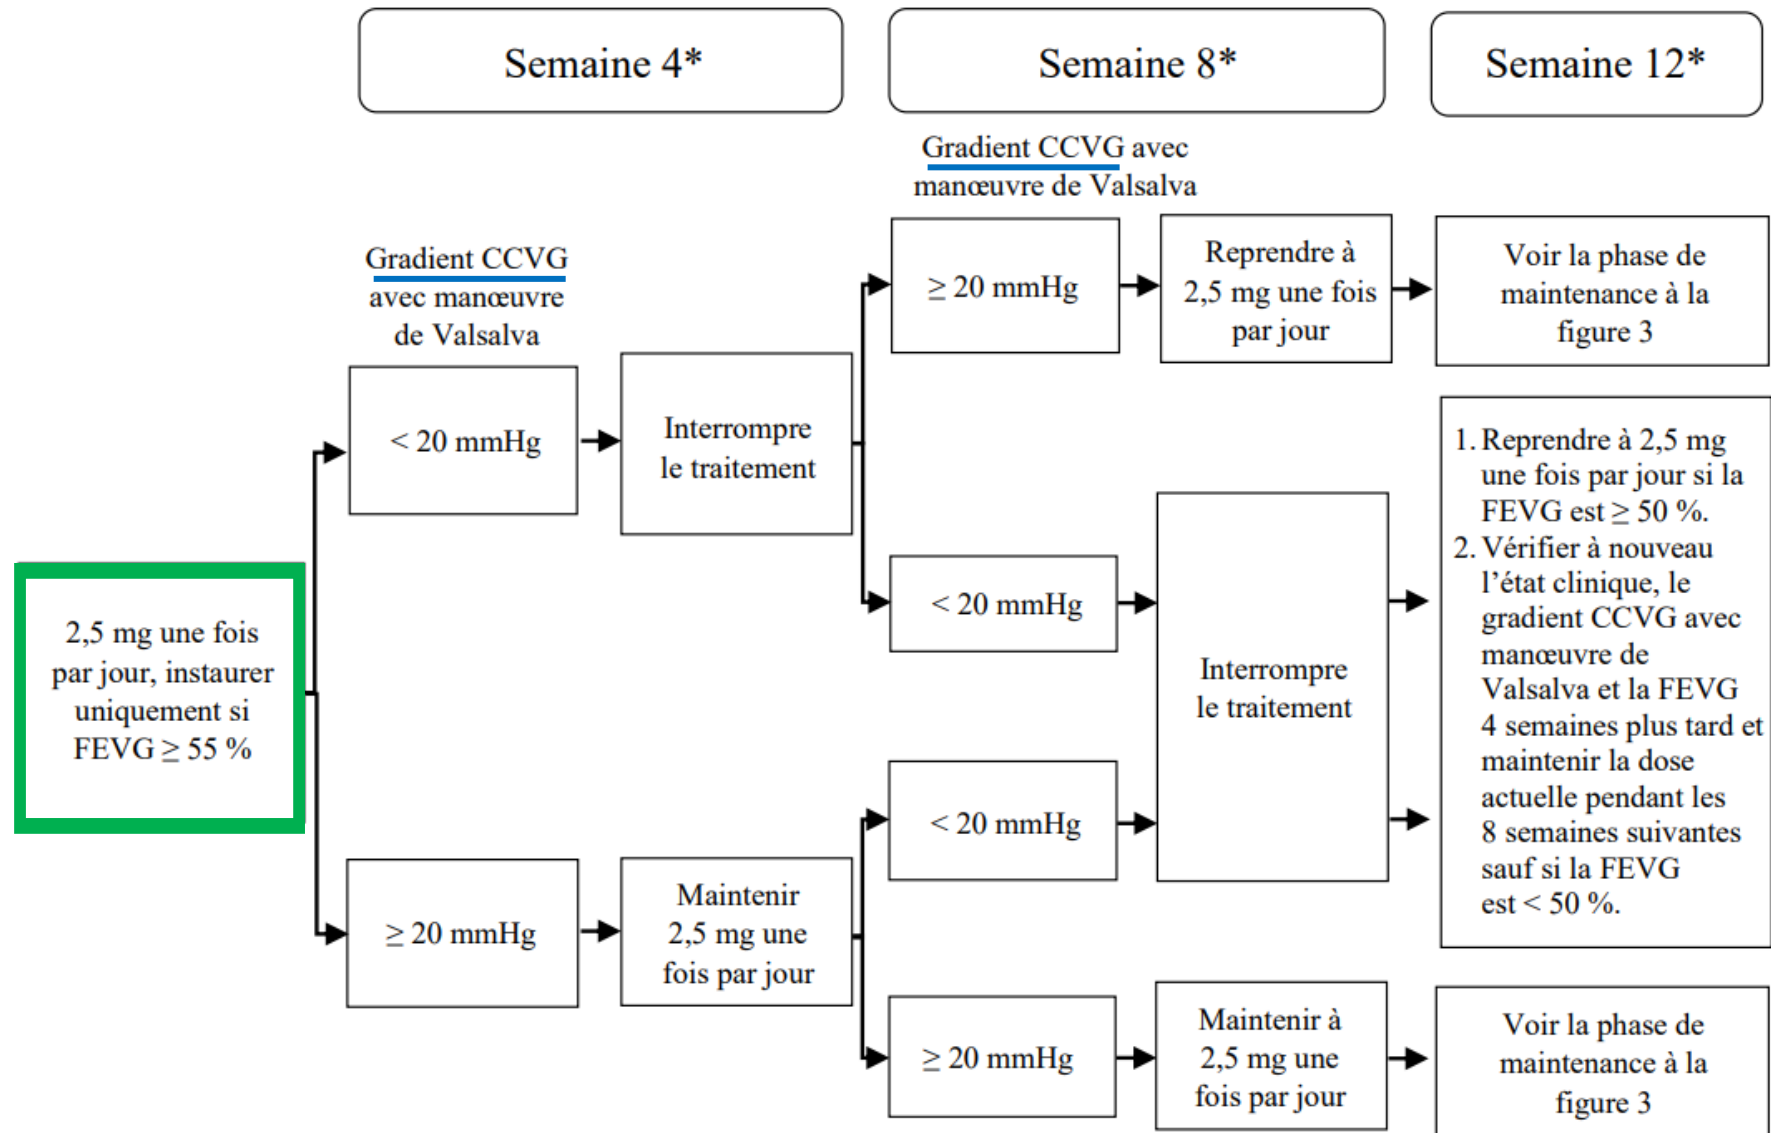 Semaine 4*
Semaine 8*
Semaine 12*
Gradient CCVG avec
manœuvre de Valsalva
Gradient CCVG
avec manœuvre
de Valsalva
≥ 20 mmHg
Reprendre à
2,5 mg une fois
par jour
Voir la phase de
maintenance à la
figure 3
< 20 mmHg
Interrompre
le traitement
< 20 mmHg
2,5 mg une fois
par jour, instaurer
uniquement si
FEVG ≥ 55 %
Interrompre
le traitement
1. Reprendre à 2,5 mg
une fois par jour si la
FEVG est ≥ 50 %.
2. Vérifier à nouveau
l’état clinique, le
gradient CCVG avec
manœuvre de
Valsalva et la FEVG
4 semaines plus tard et
maintenir la dose
actuelle pendant les
8 semaines suivantes
sauf si la FEVG
est < 50 %.
< 20 mmHg
≥ 20 mmHg
Maintenir
2,5 mg une
fois par jour
≥ 20 mmHg
Maintenir à
2,5 mg une
fois par jour
Voir la phase de
maintenance à la
figure 3